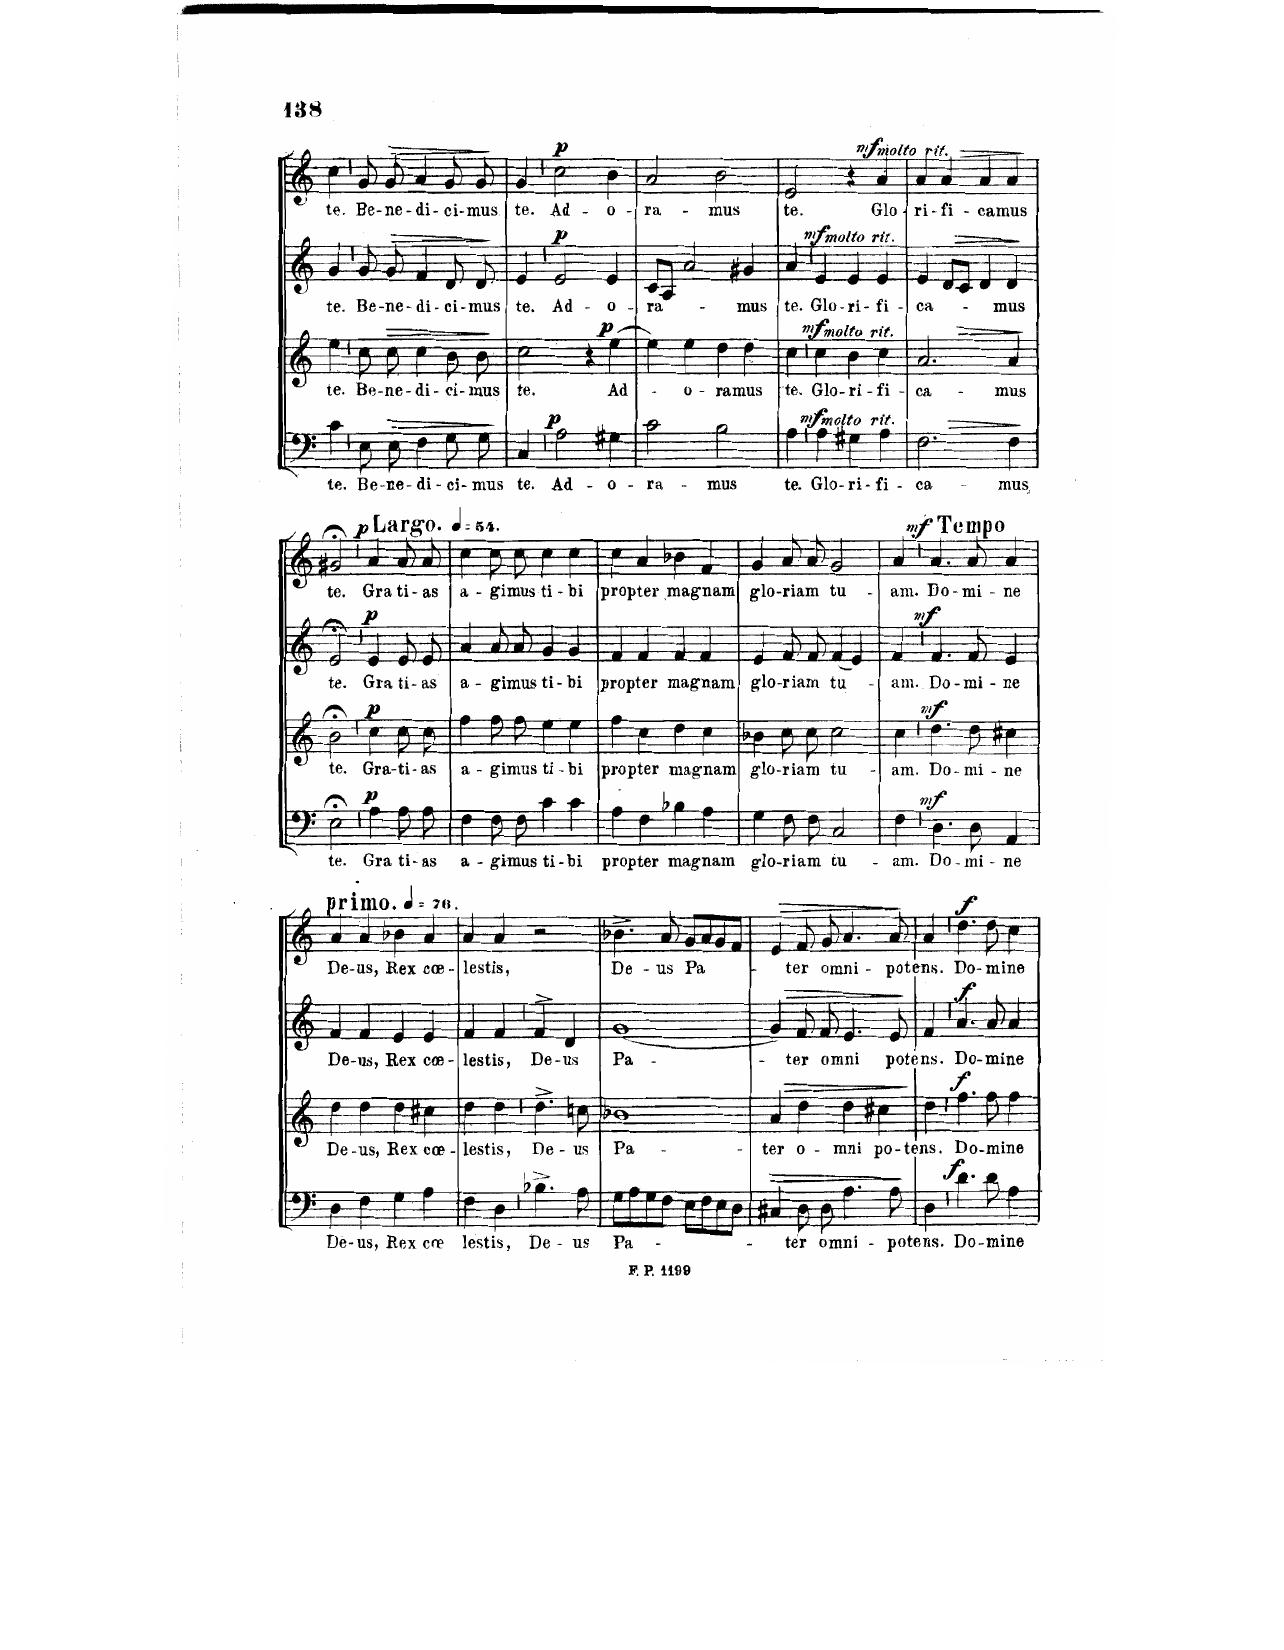 138
p mf molto rit.
te. Be-ne-di-ci-mus te. Ad - o - ra - mus te. Glo-ri-fi-camus
p mf molto rit.
te. Be-ne-di-ci-mus te. Ad - o - ra - mus te. Glo-ri-fi-ca - mus
p mf molto rit.
te. Be-ne-di-ci-mus te. Ad - o-ramus te. Glo-ri-fi-ca - mus
p mf molto rit.
te. Be-ne-di-ci-mus te. Ad - o - ra - mus te. Glo-ri-fi-ca - mus
p Largo. ♩= 54. mf Tempo
te. Gra ti-as a - gimus ti-bi propter magnam glo-riam tu - am. Do-mi-ne
p mf
te. Gra ti-as a - gimus ti-bi propter magnam glo-riam tu - am. Do-mi-ne
p mf
te. Gra-ti-as a - gimus ti-bi propter magnam glo-riam tu - am. Do-mi-ne
p mf
te. Gra ti-as a - gimus ti-bi propter magnam glo-riam tu - am. Do-mi-ne
primo. ♩= 76. f
De-us, Rex cœ-lestis, De-us Pa - ter omni-potens. Do-mine
f
De-us, Rex cœ-lestis, De-us Pa - ter omni potens. Do-mine
f
De-us, Rex cœ-lestis, De-us Pa - ter o-mni po-tens. Do-mine
f
De-us, Rex cœ lestis, De-us Pa - ter omni-potens. Do-mine
F. P. 1199